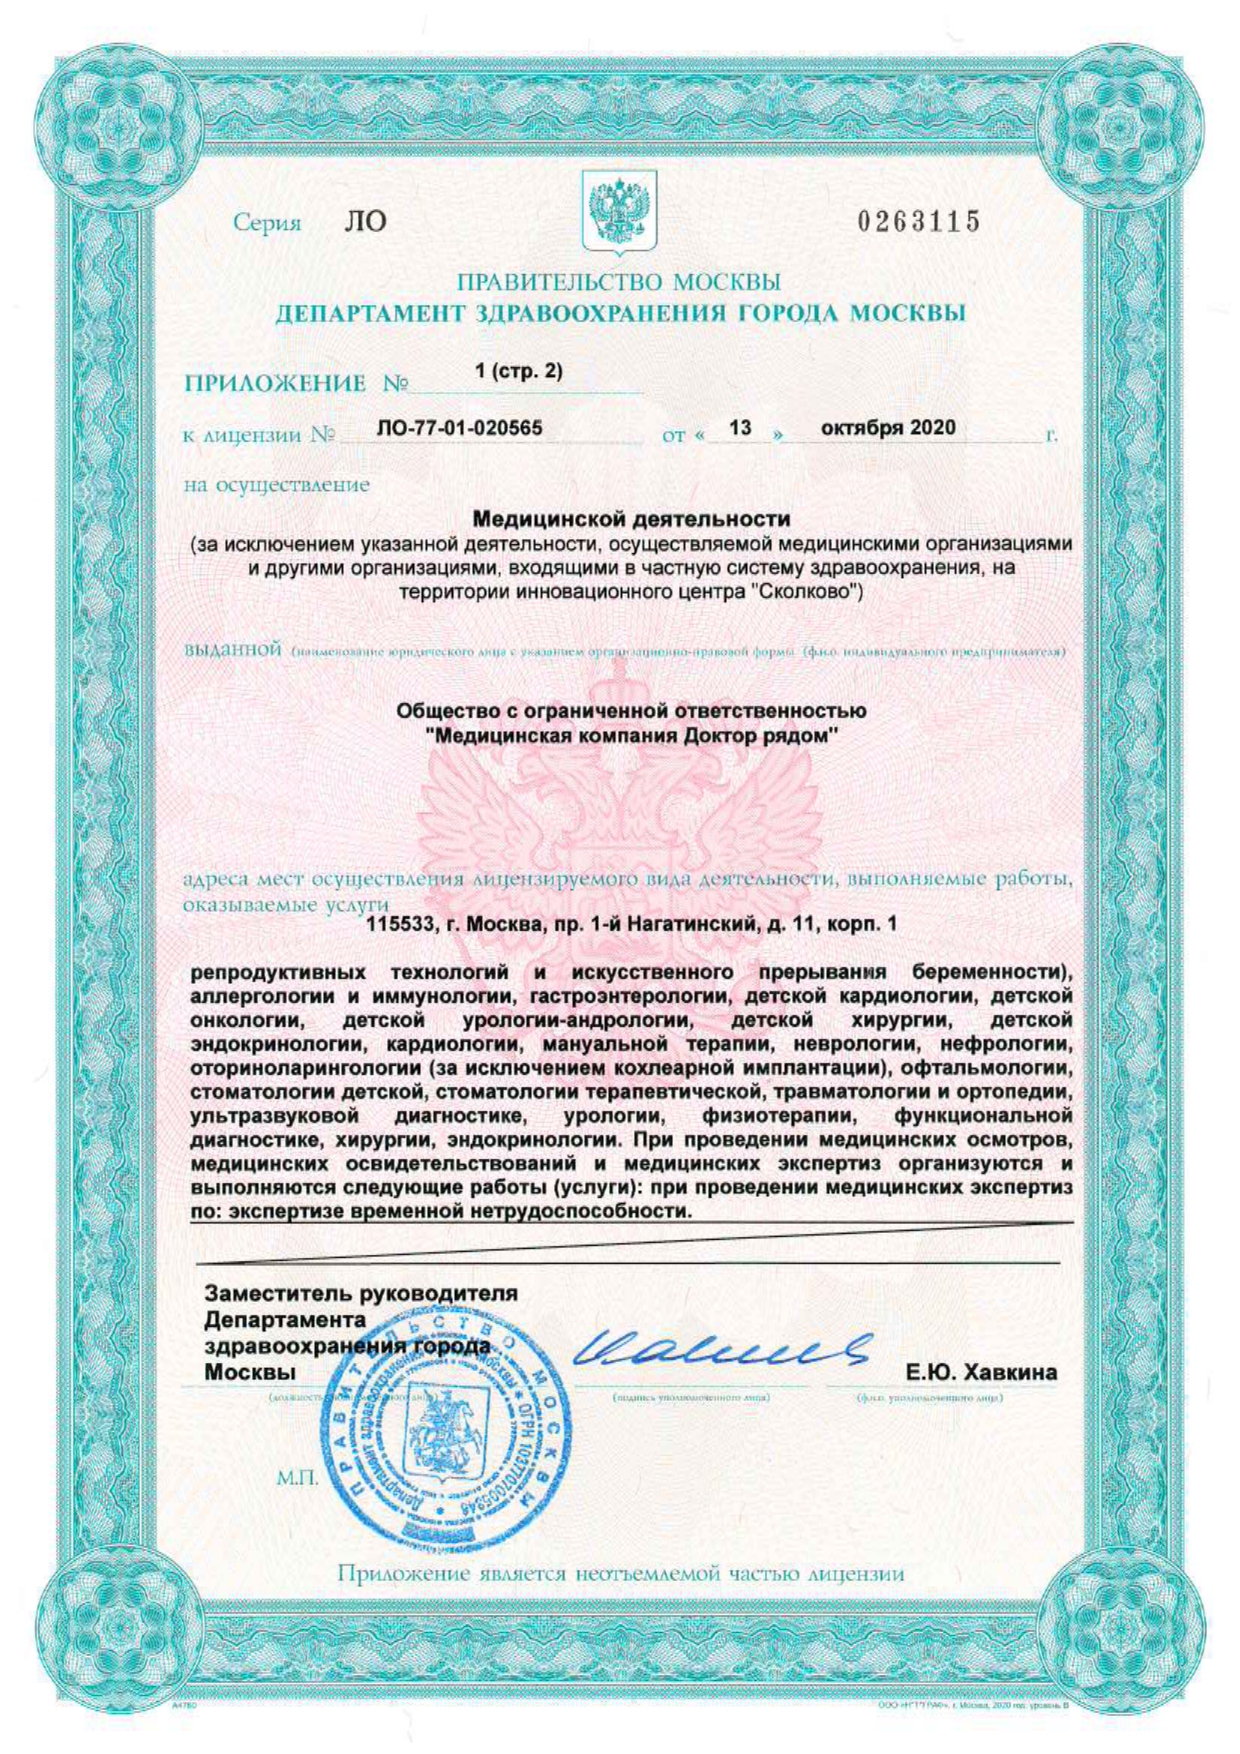 Серия ЛО 0263115
ПРАВИТЕЛЬСТВО МОСКВЫ
ДЕПАРТАМЕНТ ЗДРАВООХРАНЕНИЯ ГОРОДА МОСКВЫ
ПРИЛОЖЕНИЕ № 1 (стр. 2)
к лицензии № ЛО-77-01-020565 от « 13 » октября 2020 г.
на осуществление
Медицинской деятельности
(за исключением указанной деятельности, осуществляемой медицинскими организациями
и другими организациями, входящими в частную систему здравоохранения, на
территории инновационного центра "Сколково")
выданной (наименование юридического лица с указанием организационно-правовой формы (ф.и.о. индивидуального предпринимателя)
Общество с ограниченной ответственностью
"Медицинская компания Доктор рядом"
адреса мест осуществления лицензируемого вида деятельности, выполняемые работы,
оказываемые услуги
115533, г. Москва, пр. 1-й Нагатинский, д. 11, корп. 1
репродуктивных технологий и искусственного прерывания беременности),
аллергологии и иммунологии, гастроэнтерологии, детской кардиологии, детской
онкологии, детской урологии-андрологии, детской хирургии, детской
эндокринологии, кардиологии, мануальной терапии, неврологии, нефрологии,
оториноларингологии (за исключением кохлеарной имплантации), офтальмологии,
стоматологии детской, стоматологии терапевтической, травматологии и ортопедии,
ультразвуковой диагностике, урологии, физиотерапии, функциональной
диагностике, хирургии, эндокринологии. При проведении медицинских осмотров,
медицинских освидетельствований и медицинских экспертиз организуются и
выполняются следующие работы (услуги): при проведении медицинских экспертиз
по: экспертизе временной нетрудоспособности.
Заместитель руководителя
Департамента
здравоохранения города
Москвы
Е.Ю. Хавкина
(подпись уполномоченного лица)
(ф.и.о. уполномоченного лица)
ПРАВИТЕЛЬСТВО МОСКВЫ
Департамент здравоохранения города Москвы * ОГРН 1037707005346 *
М.П.
Приложение является неотъемлемой частью лицензии
А4760
г. Москва, 2020 год, уровень В